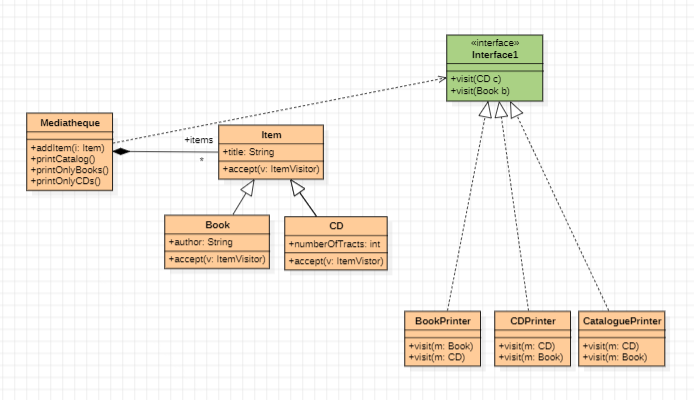 «interface»
Interface1
+visit(CD c)
+visit(Book b)
Mediatheque
+addItem(i: Item)
+printCatalog()
+printOnlyBooks()
+printOnlyCDs()
+items
*
Item
+title: String
+accept(v: ItemVisitor)
Book
+author: String
+accept(v: ItemVisitor)
CD
+numberOfTracts: int
+accept(v: ItemVisitor)
BookPrinter
+visit(m: Book)
+visit(m: CD)
CDPrinter
+visit(m: CD)
+visit(m: Book)
CataloguePrinter
+visit(m: CD)
+visit(m: Book)